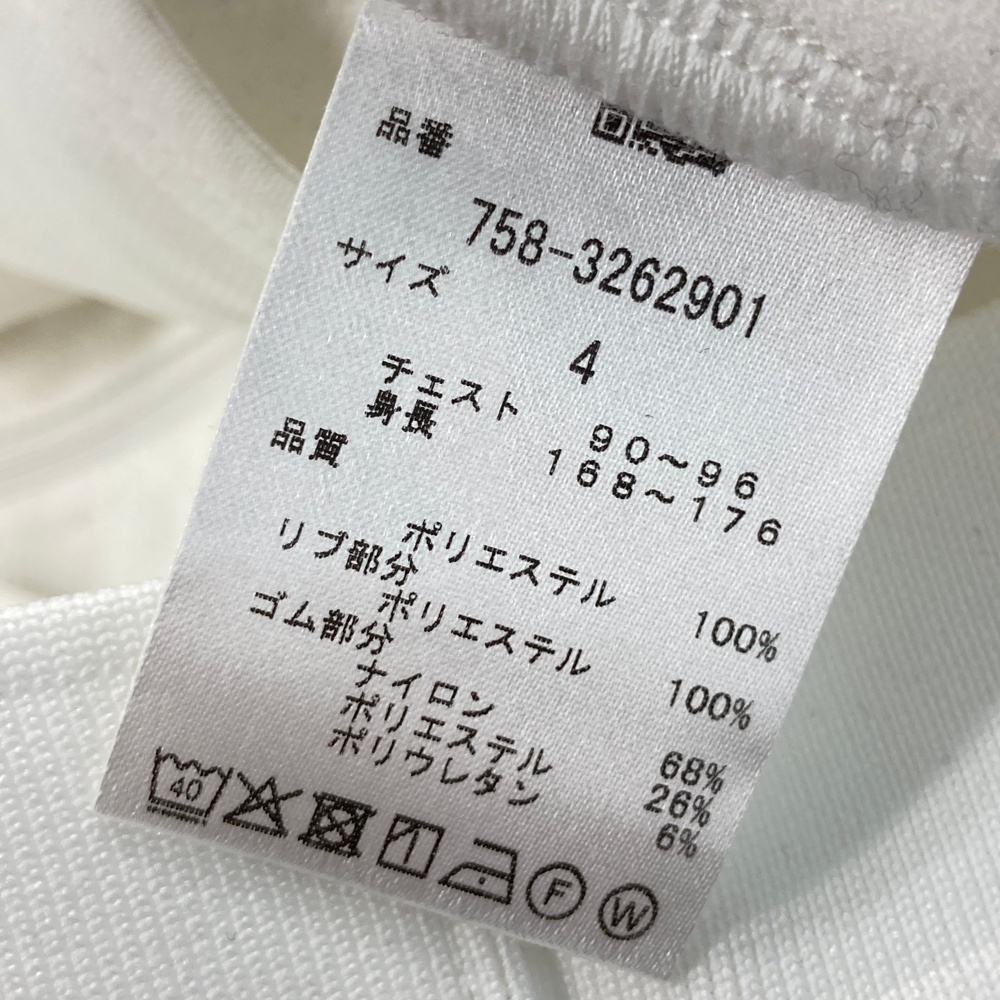 品番
758-3262901
サイズ
4
チェスト 90~96
身長 168~176
品質
ポリエステル 100%
リブ部分
ポリエステル 100%
ゴム部分
ナイロン 68%
ポリエステル 26%
ポリウレタン 6%
40 F W